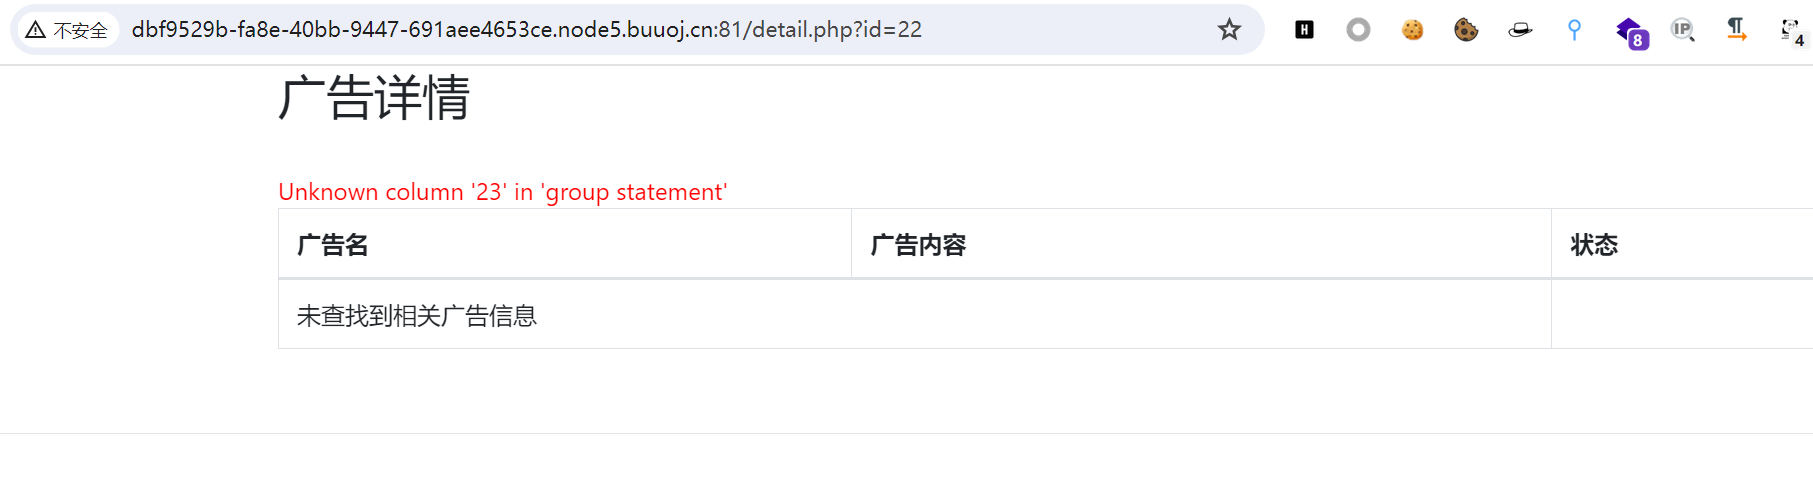 不安全 dbf9529b-fa8e-40bb-9447-691aee4653ce.node5.buuoj.cn:81/detail.php?id=22 H 8 IP 4
广告详情
Unknown column '23' in 'group statement'
广告名 广告内容 状态
未查找到相关广告信息